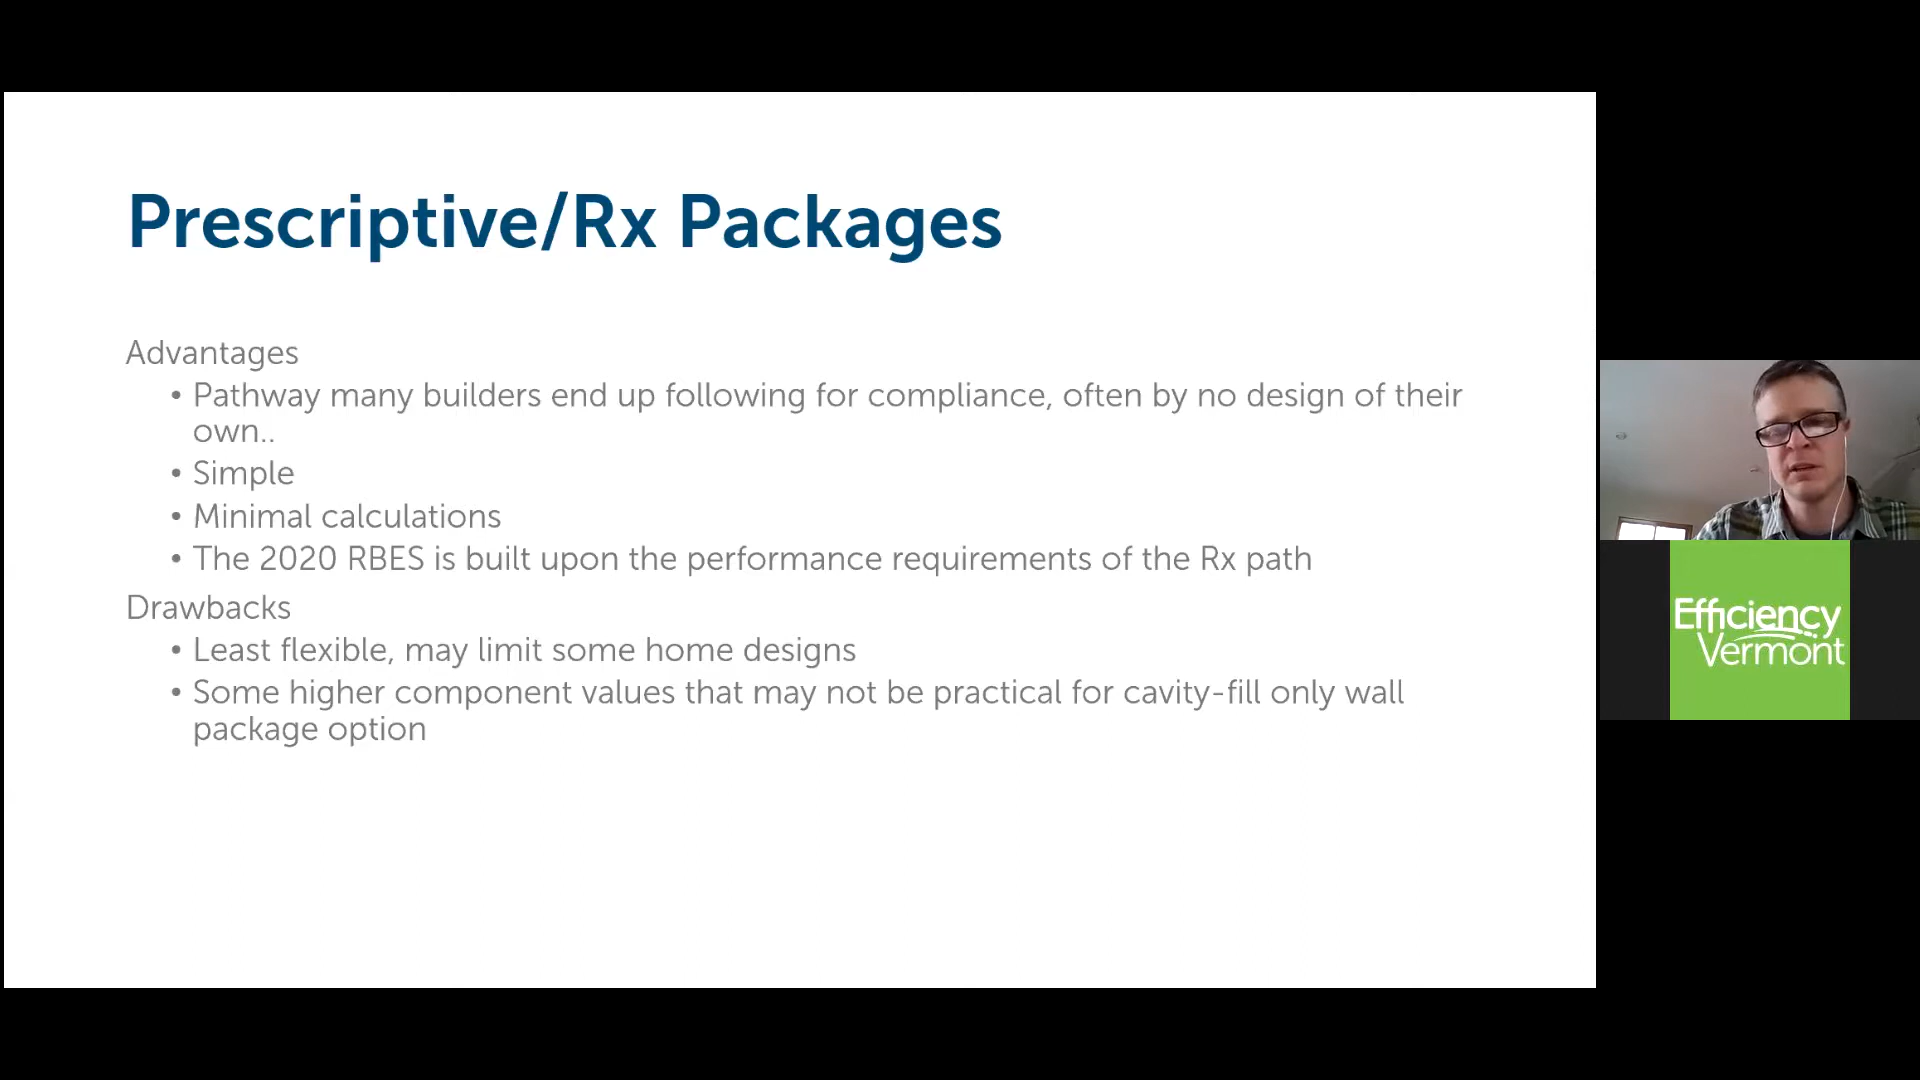 Prescriptive/Rx Packages
Advantages
• Pathway many builders end up following for compliance, often by no design of their
own..
• Simple
• Minimal calculations
• The 2020 RBES is built upon the performance requirements of the Rx path
Drawbacks
• Least flexible, may limit some home designs
• Some higher component values that may not be practical for cavity-fill only wall
package option
Efficiency
Vermont